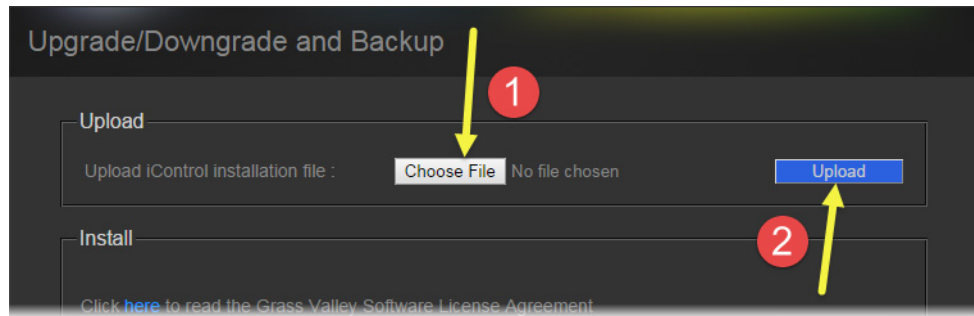 Upgrade/Downgrade and Backup
1
Upload
Upload iControl installation file :
Choose File No file chosen
Upload
2
Install
Click here to read the Grass Valley Software License Agreement